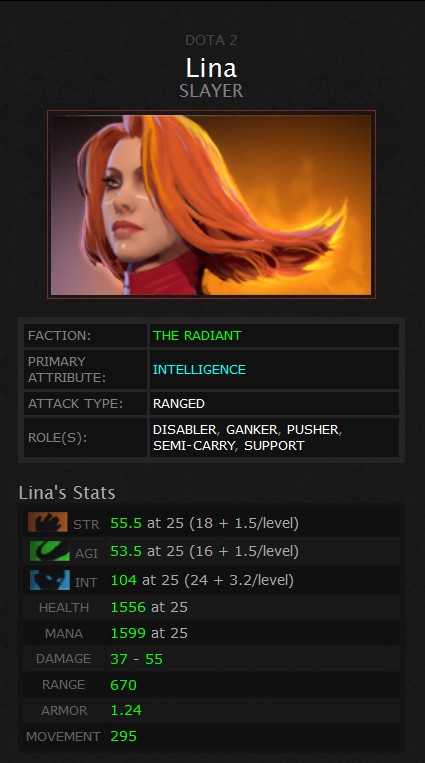 DOTA 2
Lina
SLAYER
FACTION: THE RADIANT
PRIMARY
ATTRIBUTE: INTELLIGENCE
ATTACK TYPE: RANGED
ROLE(S): DISABLER, GANKER, PUSHER,
SEMI-CARRY, SUPPORT
Lina's Stats
STR 55.5 at 25 (18 + 1.5/level)
AGI 53.5 at 25 (16 + 1.5/level)
INT 104 at 25 (24 + 3.2/level)
HEALTH 1556 at 25
MANA 1599 at 25
DAMAGE 37 - 55
RANGE 670
ARMOR 1.24
MOVEMENT 295